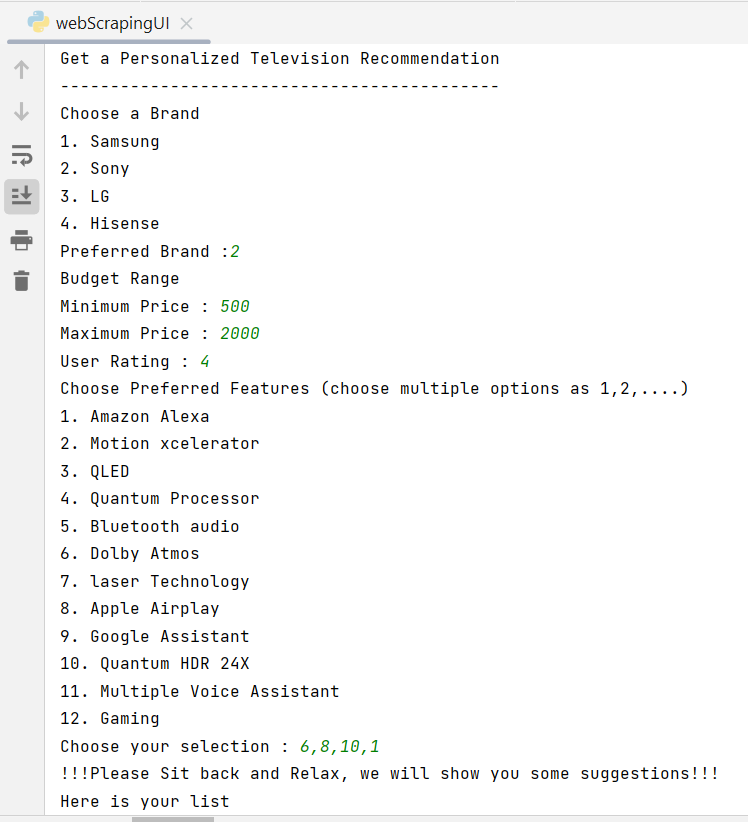 webScrapingUI
Get a Personalized Television Recommendation
--------------------------------------------
Choose a Brand
1. Samsung
2. Sony
3. LG
4. Hisense
Preferred Brand :2
Budget Range
Minimum Price : 500
Maximum Price : 2000
User Rating : 4
Choose Preferred Features (choose multiple options as 1,2,....)
1. Amazon Alexa
2. Motion xcelerator
3. QLED
4. Quantum Processor
5. Bluetooth audio
6. Dolby Atmos
7. laser Technology
8. Apple Airplay
9. Google Assistant
10. Quantum HDR 24X
11. Multiple Voice Assistant
12. Gaming
Choose your selection : 6,8,10,1
!!!Please Sit back and Relax, we will show you some suggestions!!!
Here is your list